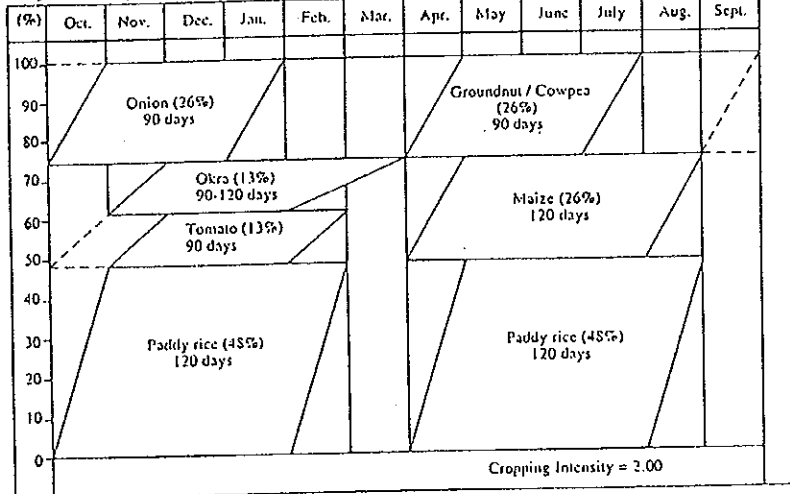 (%) Oct. Nov. Dec. Jan. Feb. Mar. Apr. May June July Aug. Sept.
100
90
80
70
60
50
40
30
20
10
0
Onion (26%)
90 days
Groundnut / Cowpea
(26%)
90 days
Okra (13%)
90-120 days
Maize (26%)
120 days
Tomato (13%)
90 days
Paddy rice (48%)
120 days
Paddy rice (48%)
120 days
Cropping Intensity = 2.00